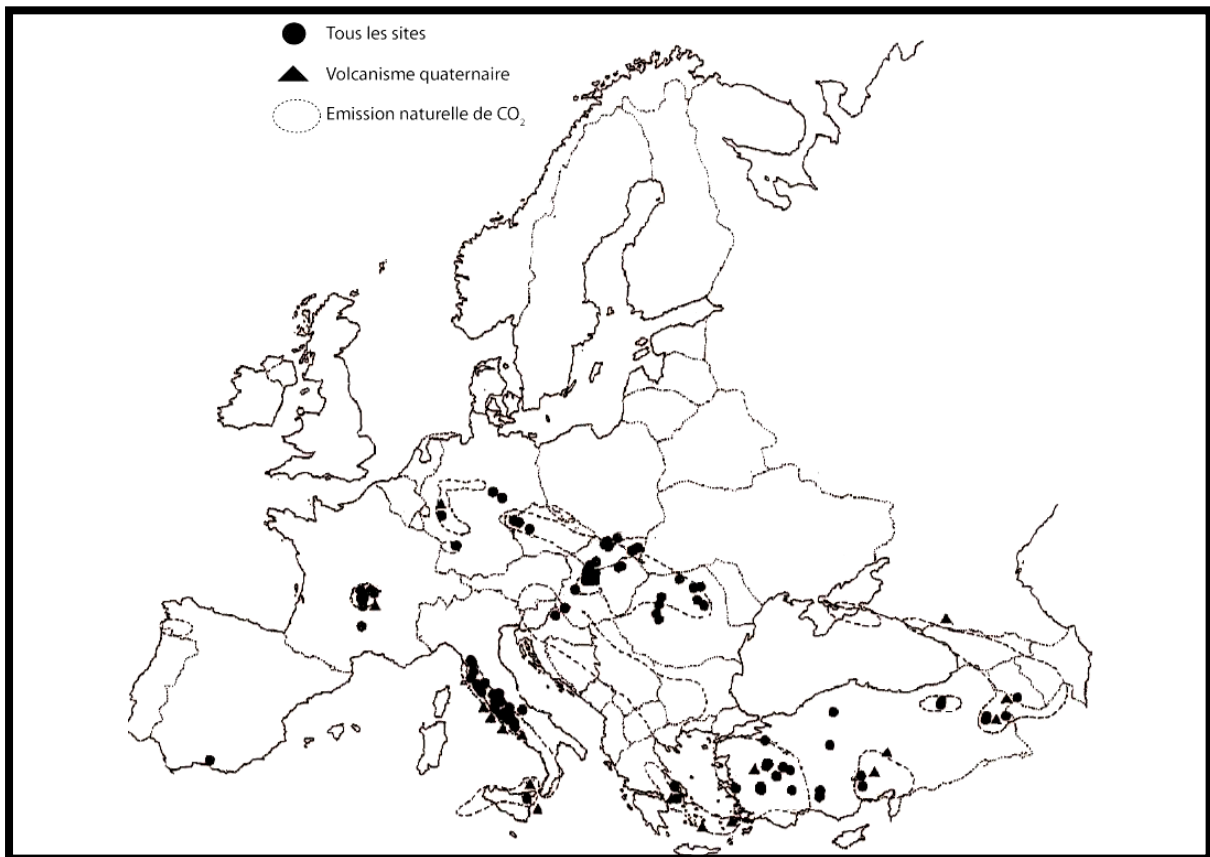 Tous les sites
Volcanisme quaternaire
Emission naturelle de CO₂